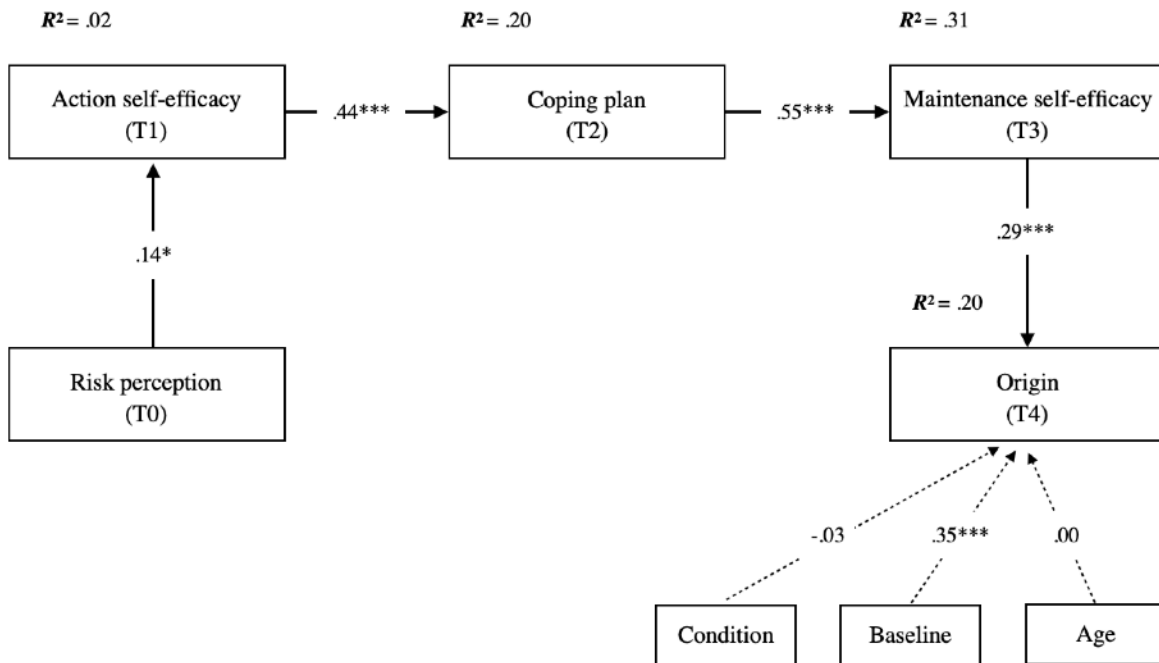 R² = .02
R² = .20
R² = .31
Action self-efficacy
(T1)
.44***
Coping plan
(T2)
.55***
Maintenance self-efficacy
(T3)
.14*
.29***
R² = .20
Risk perception
(T0)
Origin
(T4)
-.03
.35***
.00
Condition
Baseline
Age